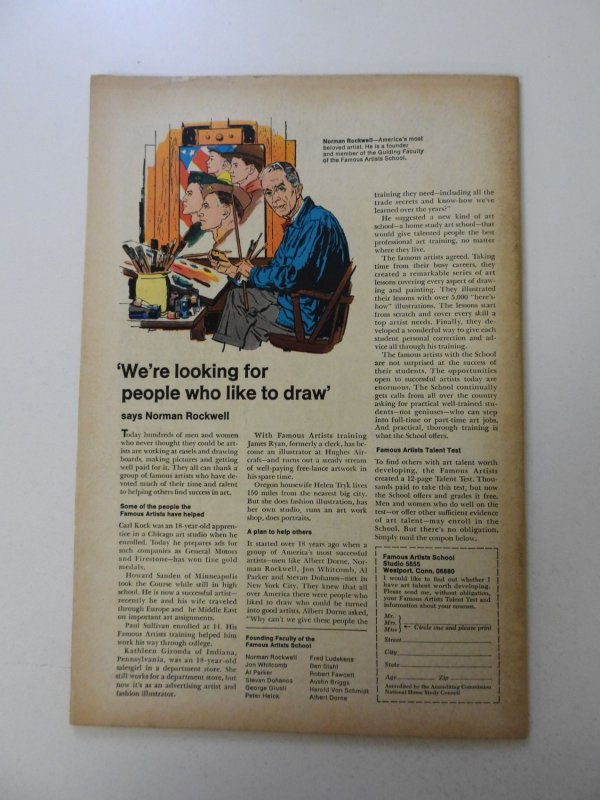 Norman Rockwell—America's most
beloved artist. He is a founder
and member of the Guiding Faculty
of the Famous Artists School.
'We're looking for
people who like to draw'
says Norman Rockwell
Today hundreds of men and women
who never thought they could be art-
ists are working at easels and drawing
boards, making pictures and getting
well paid for it. They all can thank a
group of famous artists who have de-
voted much of their time and talent
to helping others find success in art.
Some of the people the
Famous Artists have helped
Carl Kock was an 18-year-old appren-
tice in a Chicago art studio when he
enrolled. Today he prepares ads for
such companies as General Motors
and Firestone—has won five gold
medals.
Howard Sanden of Minneapolis
took the Course while still in high
school. He is now a successful artist—
recently he and his wife traveled
through Europe and the Middle East
on important art assignments.
Paul Sullivan enrolled at 14. His
Famous Artists training helped him
work his way through college.
Kathleen Gironda of Indiana,
Pennsylvania, was an 18-year-old
salesgirl in a department store. She
still works for a department store, but
now it's as an advertising artist and
fashion illustrator.
With Famous Artists training
James Ryan, formerly a clerk, has be-
come an illustrator at Hughes Air-
craft—and turns out a steady stream
of well-paying free-lance artwork in
his spare time.
Oregon housewife Helen Tryk lives
150 miles from the nearest big city.
But she does fashion illustration, has
her own studio, runs an art work
shop, does portraits.
A plan to help others
It started over 18 years ago when a
group of America's most successful
artists—men like Albert Dorne, Nor-
man Rockwell, Jon Whitcomb, Al
Parker and Stevan Dohanos—met in
New York City. They knew that all
over America there were people who
liked to draw who could be turned
into good artists. Albert Dorne asked,
"Why can't we give these people the
Founding Faculty of the
Famous Artists School
Norman Rockwell
Jon Whitcomb
Al Parker
Stevan Dohanos
George Giusti
Peter Helck
Fred Ludekens
Ben Stahl
Robert Fawcett
Austin Briggs
Harold Von Schmidt
Albert Dorne
training they need—including all the
trade secrets and know-how we've
learned over the years?"
He suggested a new kind of art
school—a home study art school—that
would give talented people the best
professional art training, no matter
where they live.
The famous artists agreed. Taking
time from their busy careers, they
created a remarkable series of art
lessons covering every aspect of draw-
ing and painting. They illustrated
their lessons with over 5,000 "here's-
how" illustrations. The lessons start
from scratch and cover every skill a
top artist needs. Finally, they de-
veloped a wonderful way to give each
student personal correction and ad-
vice all through his training.
The famous artists with the School
are not surprised at the success of
their students. The opportunities
open to successful artists today are
enormous. The School continually
gets calls from all over the country
asking for practical well-trained stu-
dents—not geniuses—who can step
into full-time or part-time art jobs.
And practical, thorough training is
what the School offers.
Famous Artists Talent Test
To find others with art talent worth
developing, the Famous Artists
created a 12-page Talent Test. Thou-
sands paid to take this test, but now
the School offers and grades it free.
Men and women who do well on the
test—or offer other sufficient evidence
of art talent—may enroll in the
School. But there's no obligation.
Simply mail the coupon below.
Famous Artists School
Studio 5655
Westport, Conn. 06880
I would like to find out whether I
have art talent worth developing.
Please send me, without obligation,
your Famous Artists Talent Test and
information about your courses.
Mr.
Mrs.
Miss
Circle one and please print
Street
City
State
Age Zip
Accredited by the Accrediting Commission
National Home Study Council